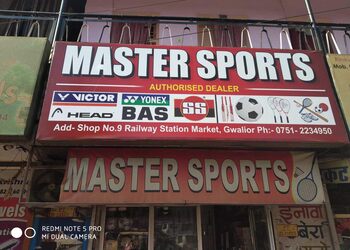 MASTER SPORTS
AUTHORISED DEALER
VICTOR YONEX SS
HEAD BAS
Add- Shop No.9 Railway Station Market, Gwalior Ph:- 0751- 2234950
MASTER SPORTS
REDMI NOTE 5 PRO
MI DUAL CAMERA